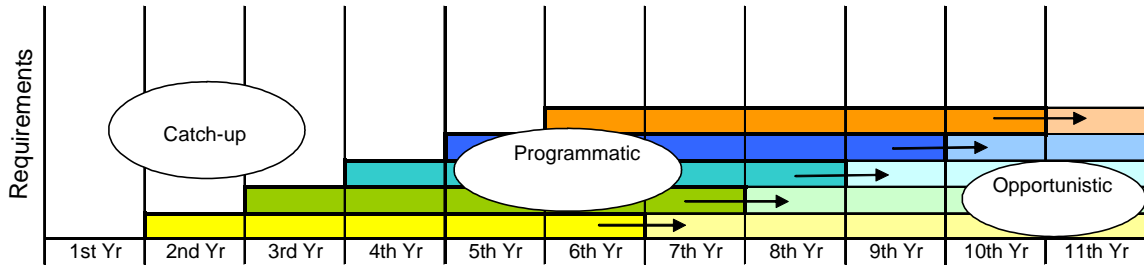 Requirements
Catch-up
Programmatic
Opportunistic
1st Yr 2nd Yr 3rd Yr 4th Yr 5th Yr 6th Yr 7th Yr 8th Yr 9th Yr 10th Yr 11th Yr